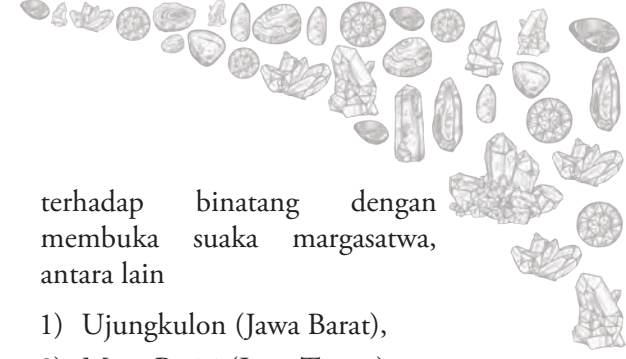 terhadap binatang dengan
membuka suaka margasatwa,
antara lain
1) Ujungkulon (Jawa Barat),